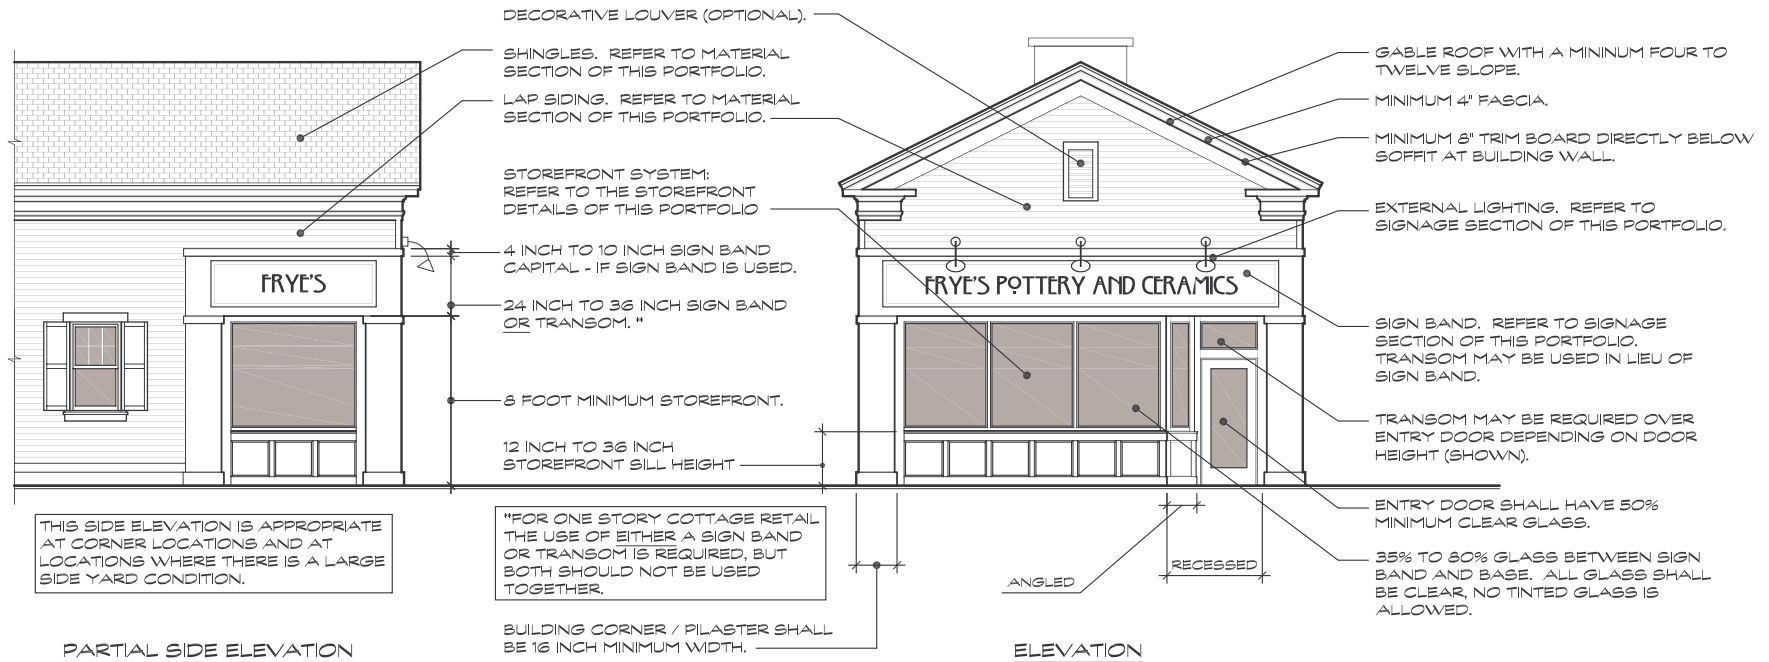 DECORATIVE LOUVER (OPTIONAL).
SHINGLES. REFER TO MATERIAL
SECTION OF THIS PORTFOLIO.
LAP SIDING. REFER TO MATERIAL
SECTION OF THIS PORTFOLIO.
STOREFRONT SYSTEM:
REFER TO THE STOREFRONT
DETAILS OF THIS PORTFOLIO
4 INCH TO 10 INCH SIGN BAND
CAPITAL - IF SIGN BAND IS USED.
24 INCH TO 36 INCH SIGN BAND
OR TRANSOM. **
8 FOOT MINIMUM STOREFRONT.
12 INCH TO 36 INCH
STOREFRONT SILL HEIGHT
FRYE'S
THIS SIDE ELEVATION IS APPROPRIATE
AT CORNER LOCATIONS AND AT
LOCATIONS WHERE THERE IS A LARGE
SIDE YARD CONDITION.
PARTIAL SIDE ELEVATION
**FOR ONE STORY COTTAGE RETAIL
THE USE OF EITHER A SIGN BAND
OR TRANSOM IS REQUIRED, BUT
BOTH SHOULD NOT BE USED
TOGETHER.
BUILDING CORNER / PILASTER SHALL
BE 16 INCH MINIMUM WIDTH.
FRYE'S POTTERY AND CERAMICS
ANGLED
RECESSED
ELEVATION
GABLE ROOF WITH A MININUM FOUR TO
TWELVE SLOPE.
MINIMUM 4" FASCIA.
MINIMUM 8" TRIM BOARD DIRECTLY BELOW
SOFFIT AT BUILDING WALL.
EXTERNAL LIGHTING. REFER TO
SIGNAGE SECTION OF THIS PORTFOLIO.
SIGN BAND. REFER TO SIGNAGE
SECTION OF THIS PORTFOLIO.
TRANSOM MAY BE USED IN LIEU OF
SIGN BAND.
TRANSOM MAY BE REQUIRED OVER
ENTRY DOOR DEPENDING ON DOOR
HEIGHT (SHOWN).
ENTRY DOOR SHALL HAVE 50%
MINIMUM CLEAR GLASS.
35% TO 80% GLASS BETWEEN SIGN
BAND AND BASE. ALL GLASS SHALL
BE CLEAR, NO TINTED GLASS IS
ALLOWED.